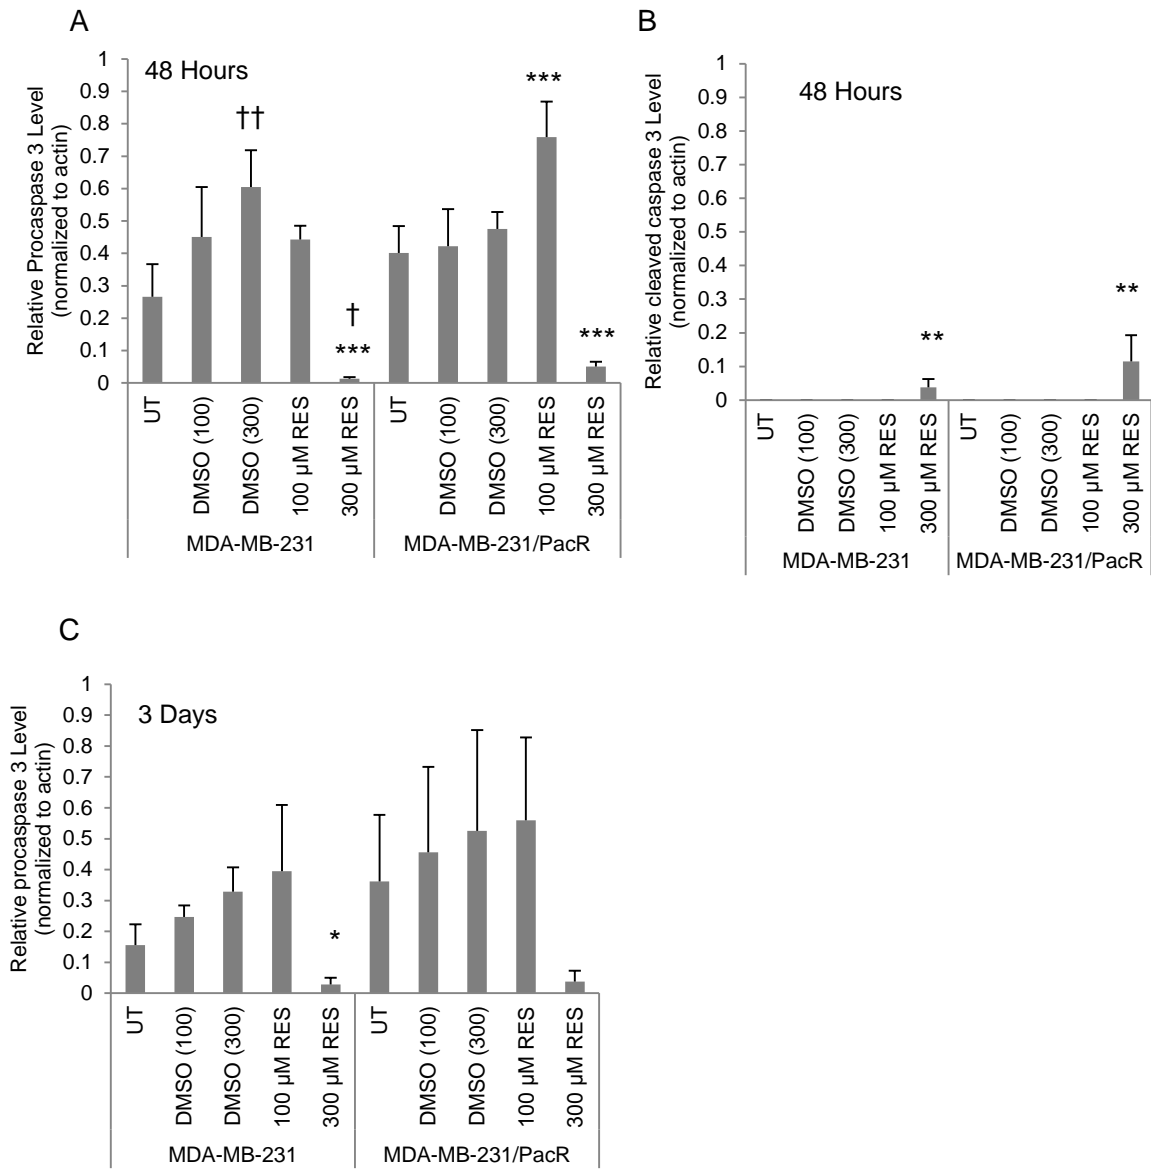 A
48 Hours
Relative Procaspase 3 Level
(normalized to actin)
1
0.9
0.8
0.7
0.6
0.5
0.4
0.3
0.2
0.1
0
††
†
***
***
***
UT
DMSO (100)
DMSO (300)
100 µM RES
300 µM RES
UT
DMSO (100)
DMSO (300)
100 µM RES
300 µM RES
MDA-MB-231
MDA-MB-231/PacR
B
48 Hours
Relative cleaved caspase 3 Level
(normalized to actin)
1
0.9
0.8
0.7
0.6
0.5
0.4
0.3
0.2
0.1
0
**
**
UT
DMSO (100)
DMSO (300)
100 µM RES
300 µM RES
UT
DMSO (100)
DMSO (300)
100 µM RES
300 µM RES
MDA-MB-231
MDA-MB-231/PacR
C
3 Days
Relative procaspase 3 Level
(normalized to actin)
1
0.9
0.8
0.7
0.6
0.5
0.4
0.3
0.2
0.1
0
*
UT
DMSO (100)
DMSO (300)
100 µM RES
300 µM RES
UT
DMSO (100)
DMSO (300)
100 µM RES
300 µM RES
MDA-MB-231
MDA-MB-231/PacR